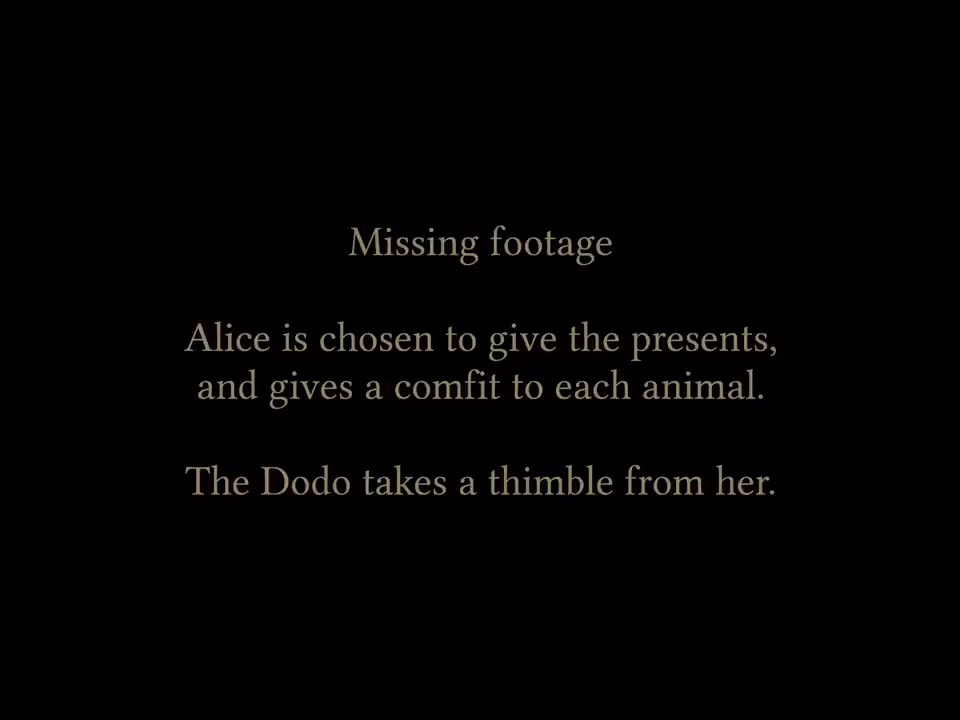 Missing footage
Alice is chosen to give the presents,
and gives a comfit to each animal.
The Dodo takes a thimble from her.